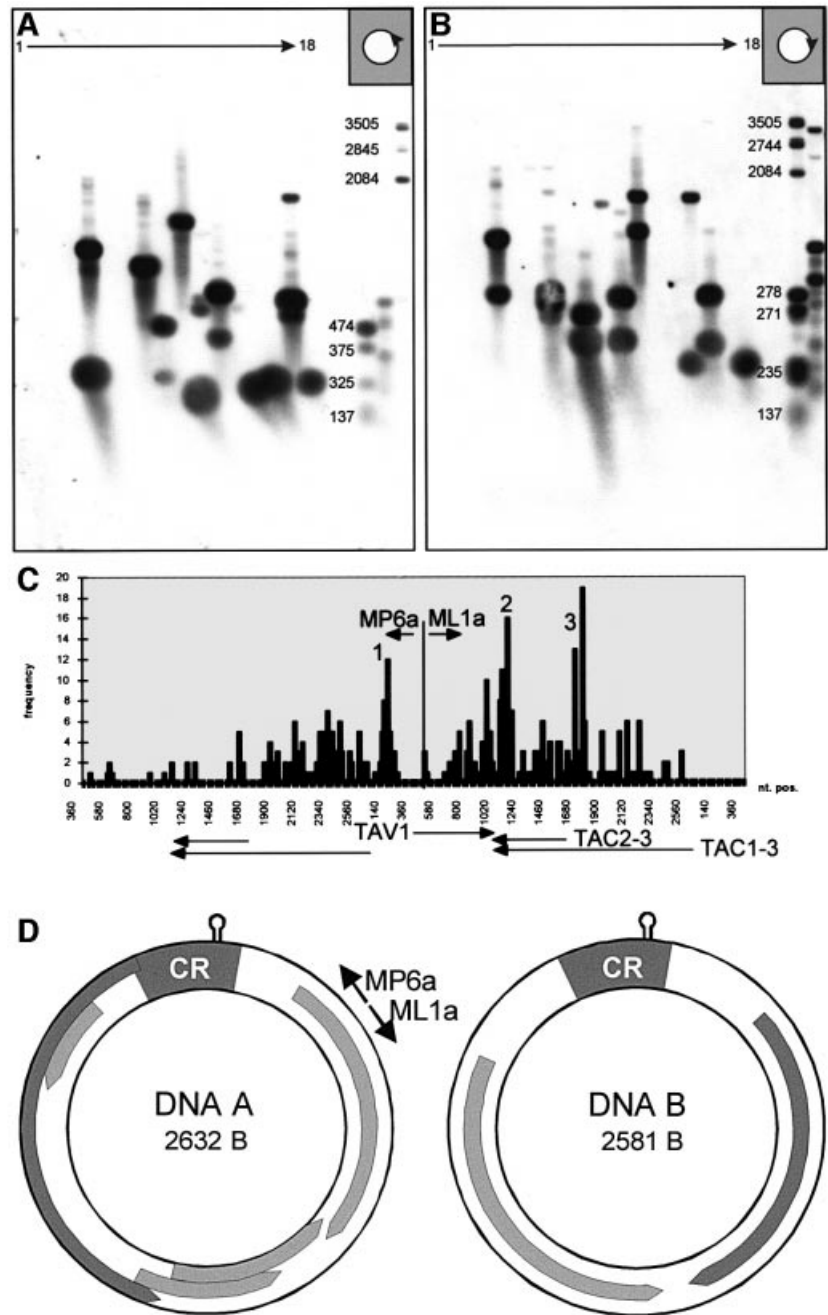 A
1 18
3505
2845
2084
474
375
325
137
B
1 18
3505
2744
2084
278
271
235
137
C
frequency
20
18
16
14
12
10
8
6
4
2
0
MP6a ML1a
1
2
3
nt. pos.
360 580 800 1020 1240 1460 1680 1900 2120 2340 2560 140 360 580 800 1020 1240 1460 1680 1900 2120 2340 2560 140 360
TAV1
TAC2-3
TAC1-3
D
CR
MP6a
ML1a
DNA A
2632 B
CR
DNA B
2581 B